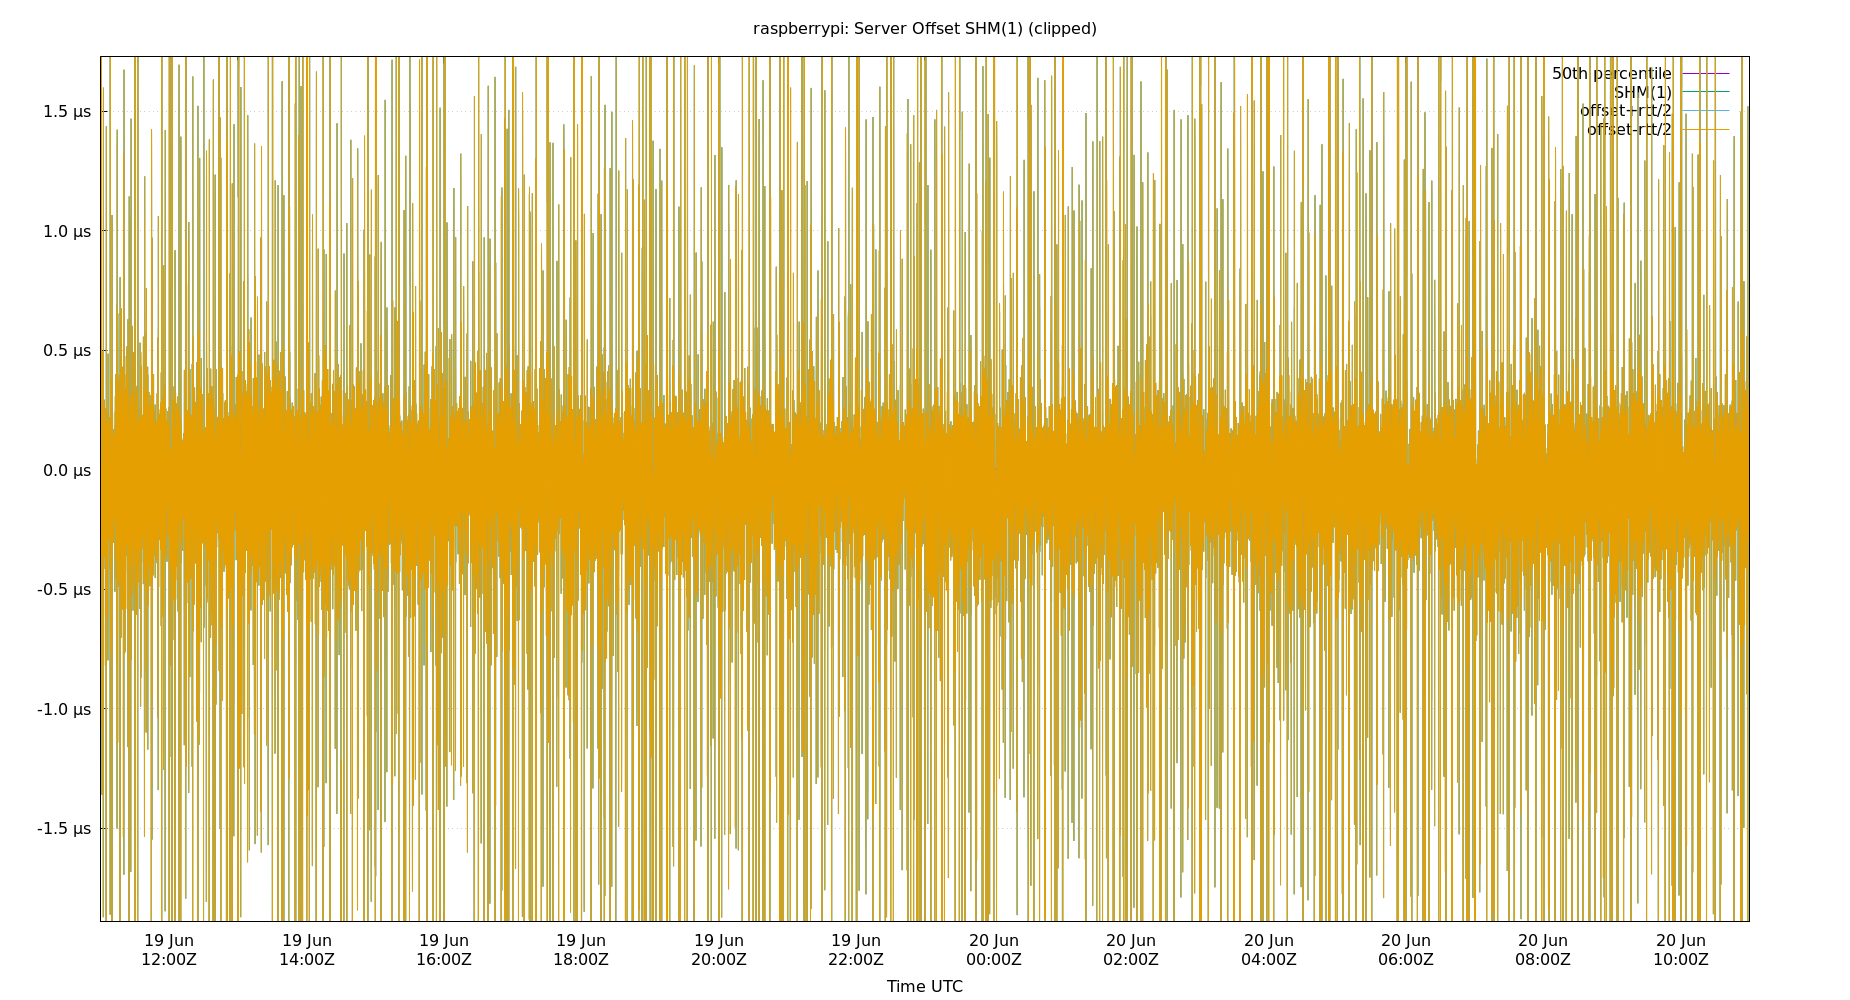 raspberrypi: Server Offset SHM(1) (clipped)
50th percentile
SHM(1)
offset+rtt/2
offset-rtt/2
1.5 µs
1.0 µs
0.5 µs
0.0 µs
-0.5 µs
-1.0 µs
-1.5 µs
19 Jun 19 Jun 19 Jun 19 Jun 19 Jun 19 Jun 20 Jun 20 Jun 20 Jun 20 Jun 20 Jun 20 Jun
12:00Z 14:00Z 16:00Z 18:00Z 20:00Z 22:00Z 00:00Z 02:00Z 04:00Z 06:00Z 08:00Z 10:00Z
Time UTC